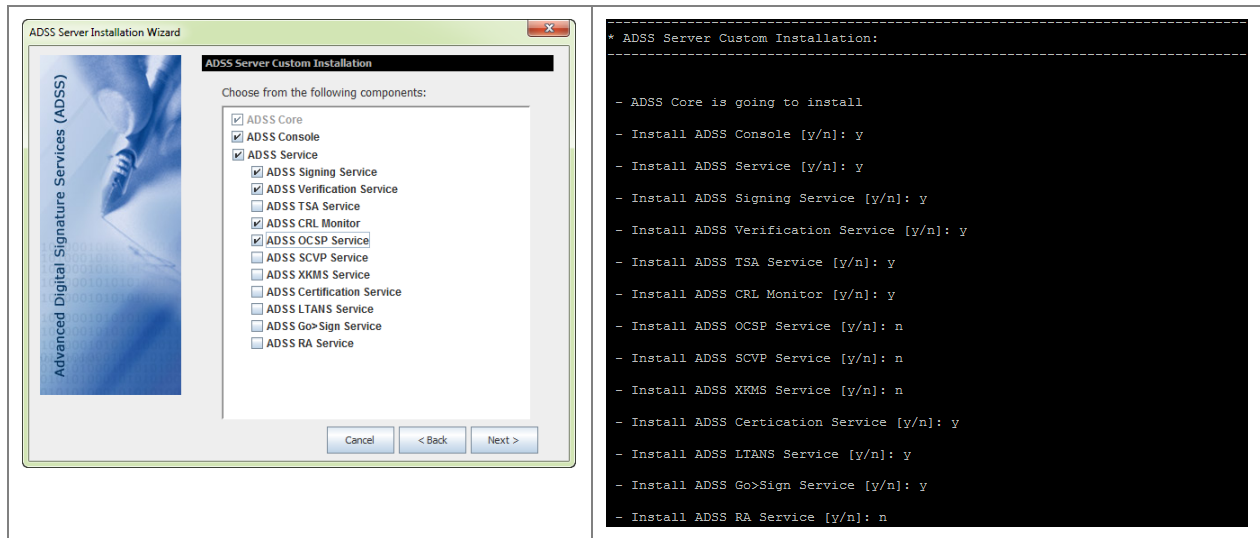 ADSS Server Installation Wizard
Advanced Digital Signature Services (ADSS)
ADSS Server Custom Installation
Choose from the following components:
ADSS Core
ADSS Console
ADSS Service
ADSS Signing Service
ADSS Verification Service
ADSS TSA Service
ADSS CRL Monitor
ADSS OCSP Service
ADSS SCVP Service
ADSS XKMS Service
ADSS Certification Service
ADSS LTANS Service
ADSS Go>Sign Service
ADSS RA Service
Cancel
< Back
Next >
* ADSS Server Custom Installation:
- ADSS Core is going to install
- Install ADSS Console [y/n]: y
- Install ADSS Service [y/n]: y
- Install ADSS Signing Service [y/n]: y
- Install ADSS Verification Service [y/n]: y
- Install ADSS TSA Service [y/n]: y
- Install ADSS CRL Monitor [y/n]: y
- Install ADSS OCSP Service [y/n]: n
- Install ADSS SCVP Service [y/n]: n
- Install ADSS XKMS Service [y/n]: n
- Install ADSS Certication Service [y/n]: y
- Install ADSS LTANS Service [y/n]: y
- Install ADSS Go>Sign Service [y/n]: y
- Install ADSS RA Service [y/n]: n